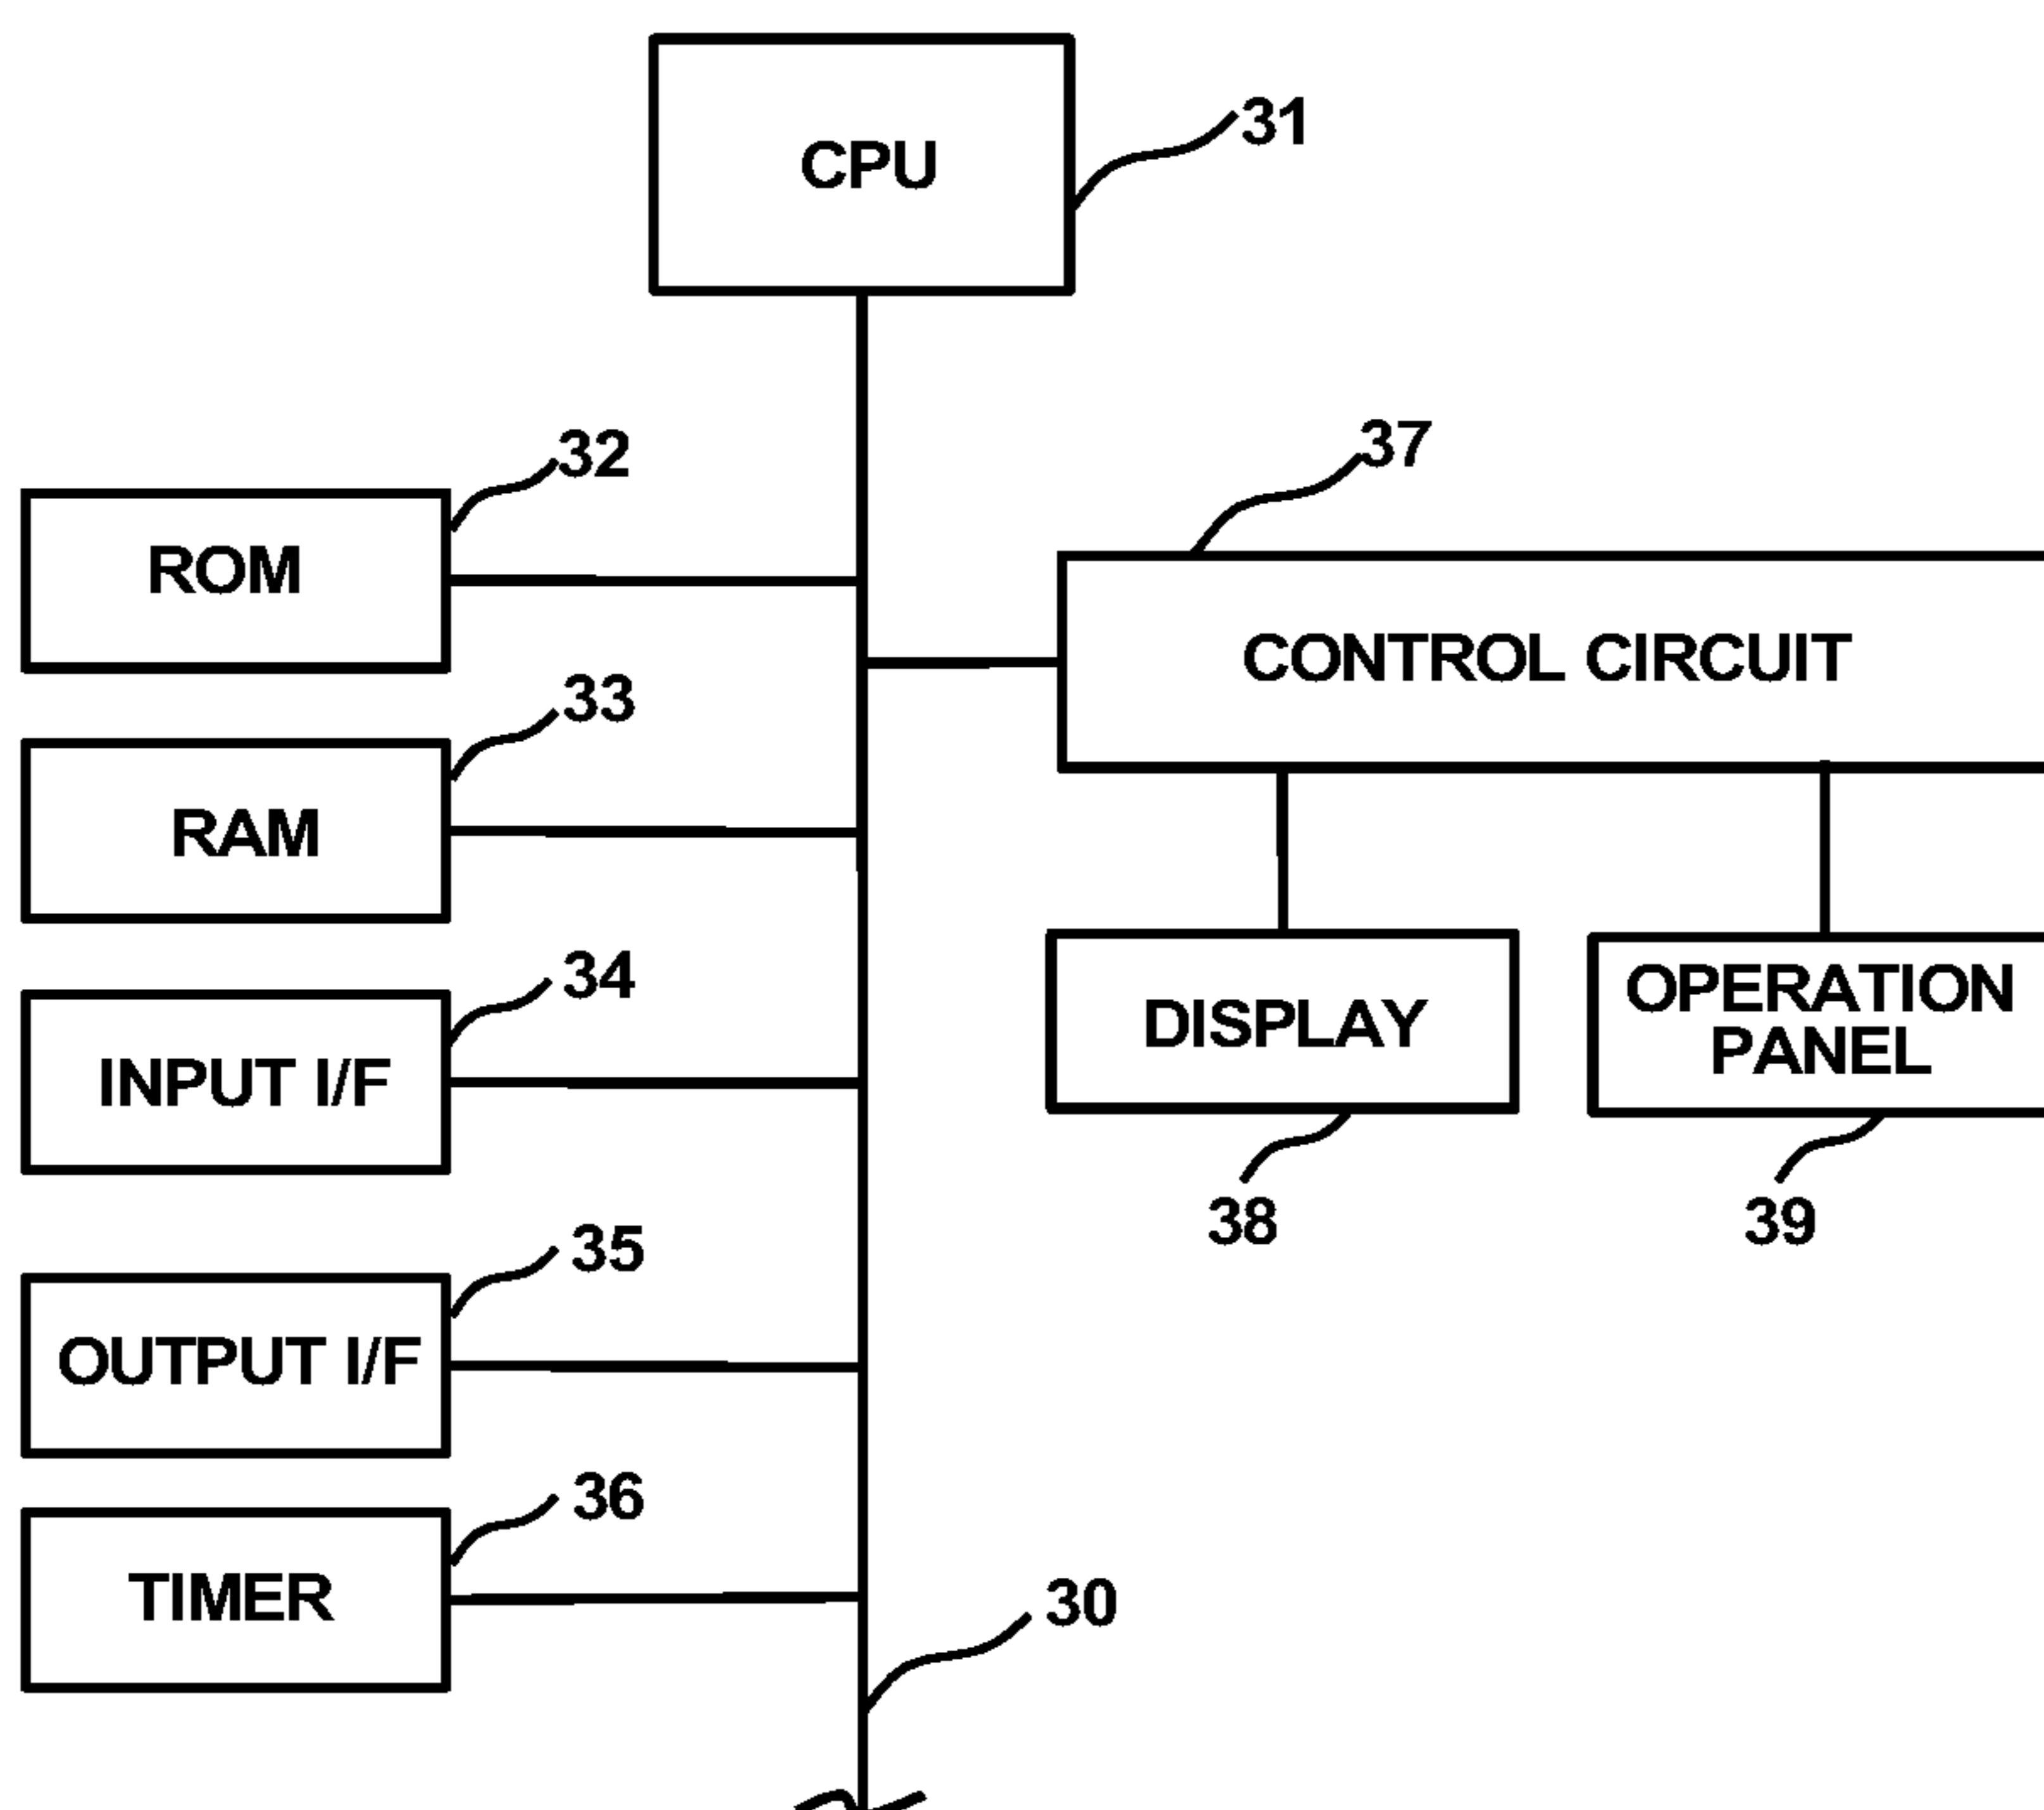 CPU
31
32
37
ROM
CONTROL CIRCUIT
33
RAM
34
INPUT I/F
DISPLAY
OPERATION
PANEL
38
39
35
OUTPUT I/F
36
TIMER
30